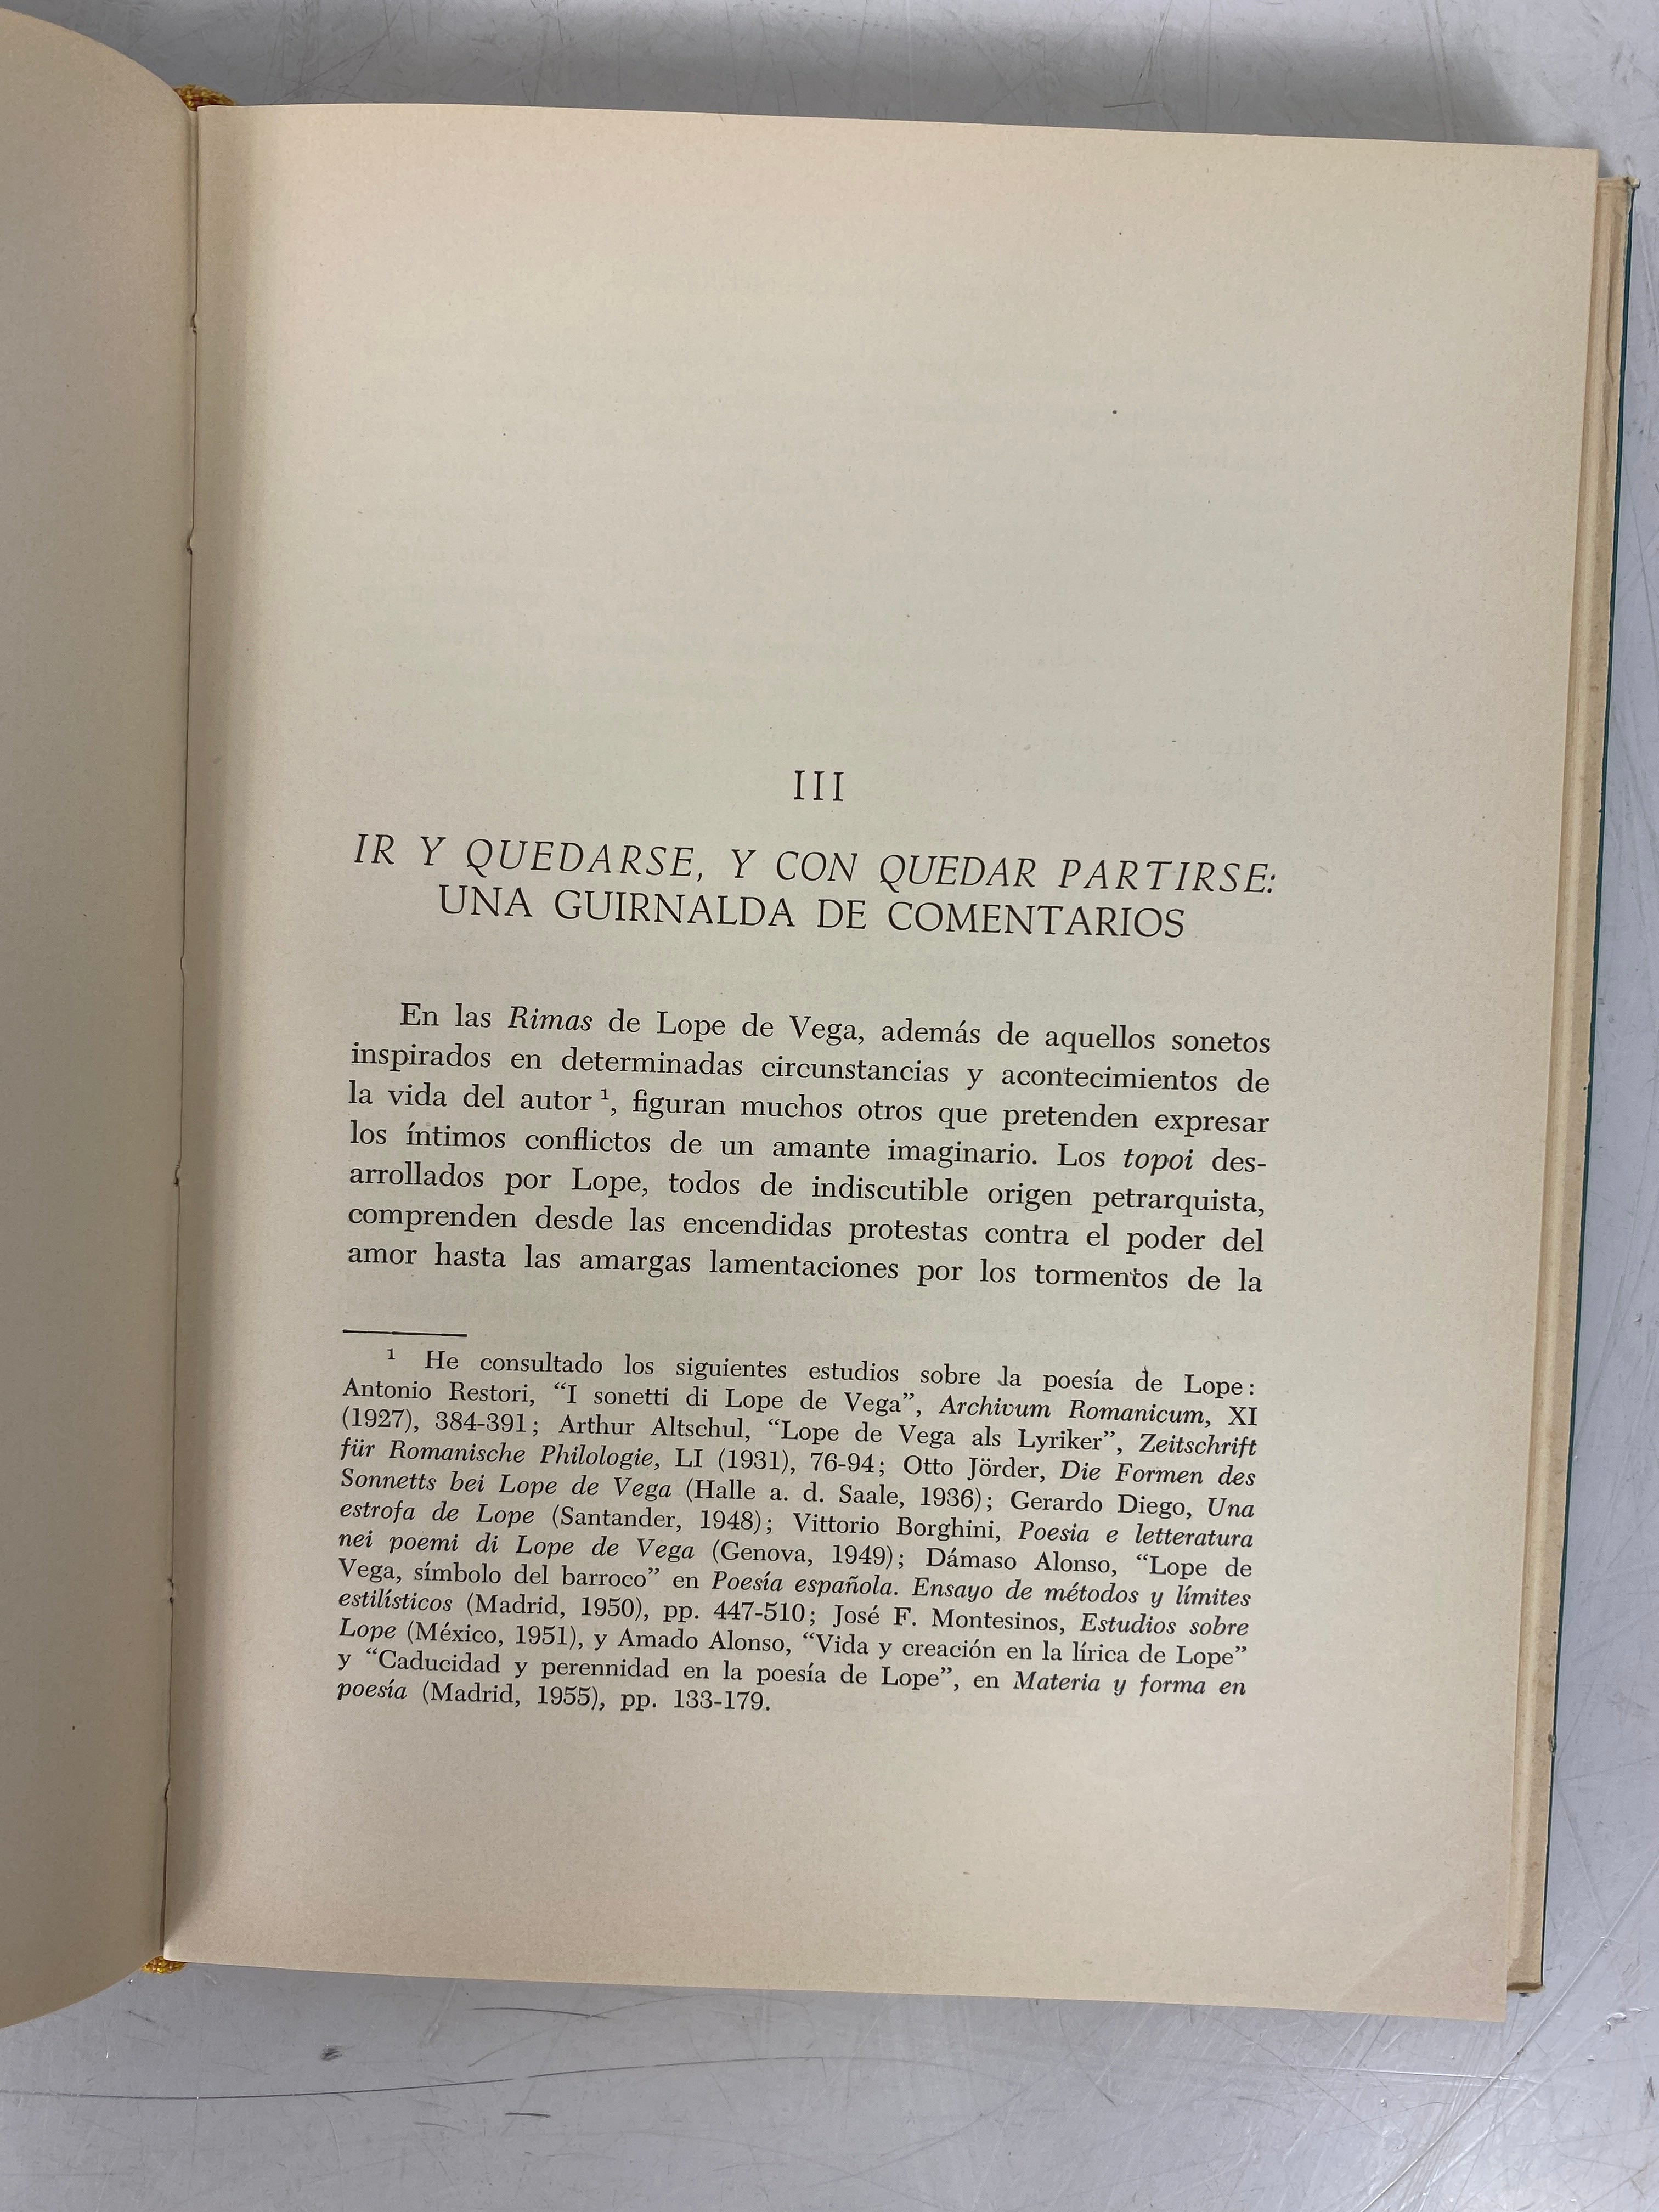 III
IR Y QUEDARSE, Y CON QUEDAR PARTIRSE:
UNA GUIRNALDA DE COMENTARIOS
En las Rimas de Lope de Vega, además de aquellos sonetos
inspirados en determinadas circunstancias y acontecimientos de
la vida del autor ¹, figuran muchos otros que pretenden expresar
los íntimos conflictos de un amante imaginario. Los topoi des-
arrollados por Lope, todos de indiscutible origen petrarquista,
comprenden desde las encendidas protestas contra el poder del
amor hasta las amargas lamentaciones por los tormentos de la
¹ He consultado los siguientes estudios sobre la poesía de Lope:
Antonio Restori, “I sonetti di Lope de Vega”, Archivum Romanicum, XI
(1927), 384-391; Arthur Altschul, “Lope de Vega als Lyriker”, Zeitschrift
für Romanische Philologie, LI (1931), 76-94; Otto Jörder, Die Formen des
Sonnetts bei Lope de Vega (Halle a. d. Saale, 1936); Gerardo Diego, Una
estrofa de Lope (Santander, 1948); Vittorio Borghini, Poesia e letteratura
nei poemi di Lope de Vega (Genova, 1949); Dámaso Alonso, “Lope de
Vega, símbolo del barroco” en Poesía española. Ensayo de métodos y límites
estilísticos (Madrid, 1950), pp. 447-510; José F. Montesinos, Estudios sobre
Lope (México, 1951), y Amado Alonso, “Vida y creación en la lírica de Lope”
y “Caducidad y perennidad en la poesía de Lope”, en Materia y forma en
poesía (Madrid, 1955), pp. 133-179.